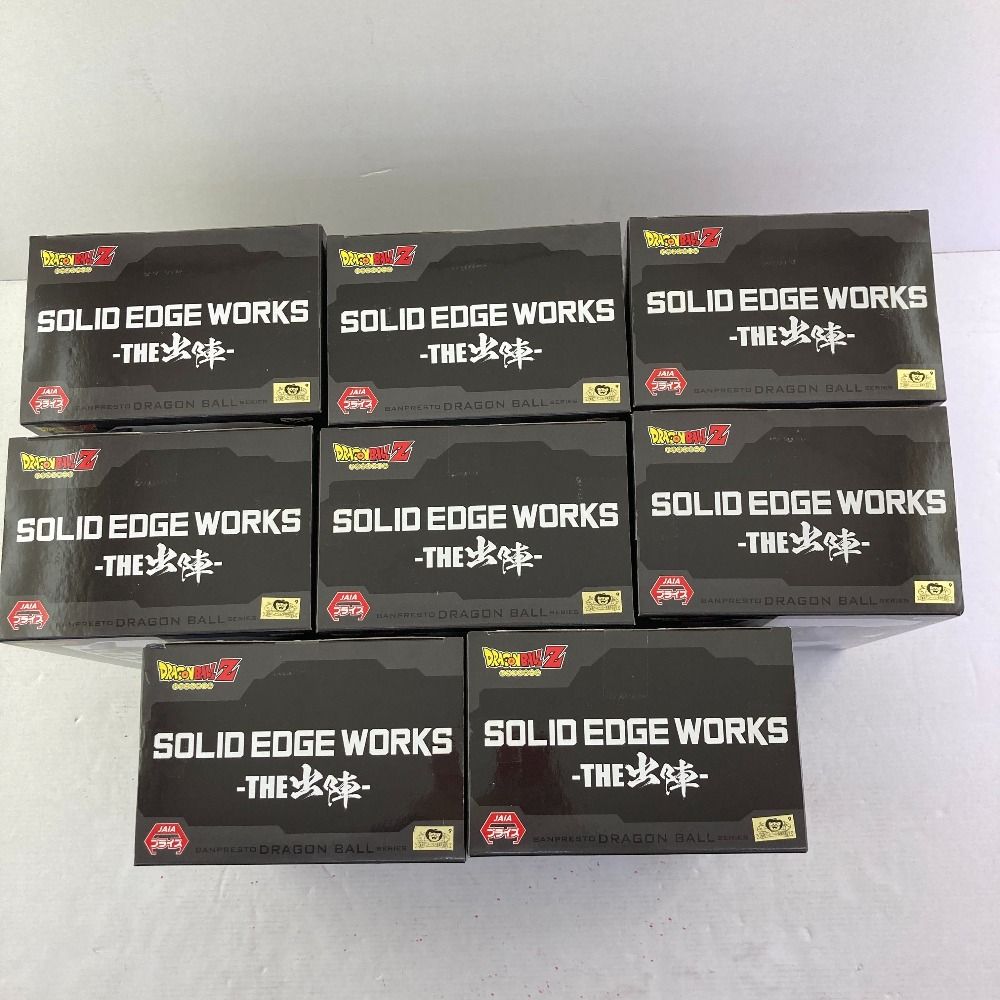 DRAGON BALL Z
SOLID EDGE WORKS
-THE出陣-
JAIA
プライズ
BANPRESTO DRAGON BALL SERIES
DRAGON BALL Z
SOLID EDGE WORKS
-THE出陣-
JAIA
プライズ
BANPRESTO DRAGON BALL SERIES
DRAGON BALL Z
SOLID EDGE WORKS
-THE出陣-
JAIA
プライズ
BANPRESTO DRAGON BALL SERIES
DRAGON BALL Z
SOLID EDGE WORKS
-THE出陣-
JAIA
プライズ
BANPRESTO DRAGON BALL SERIES
DRAGON BALL Z
SOLID EDGE WORKS
-THE出陣-
JAIA
プライズ
BANPRESTO DRAGON BALL SERIES
DRAGON BALL Z
SOLID EDGE WORKS
-THE出陣-
JAIA
プライズ
BANPRESTO DRAGON BALL SERIES
DRAGON BALL Z
SOLID EDGE WORKS
-THE出陣-
JAIA
プライズ
BANPRESTO DRAGON BALL SERIES
DRAGON BALL Z
SOLID EDGE WORKS
-THE出陣-
JAIA
プライズ
BANPRESTO DRAGON BALL SERIES